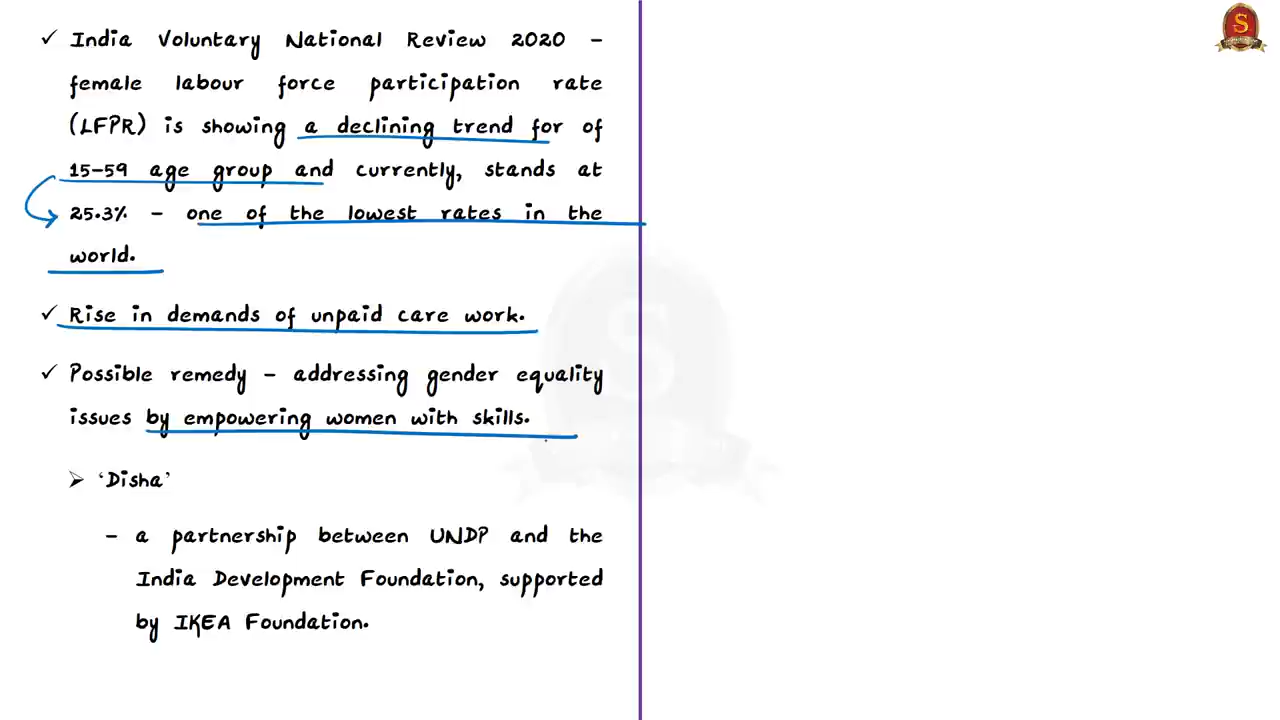 ✓ India Voluntary National Review 2020 –
female labour force participation rate
(LFPR) is showing a declining trend for of
15-59 age group and currently, stands at
25.3% – one of the lowest rates in the
world.
✓ Rise in demands of unpaid care work.
✓ Possible remedy – addressing gender equality
issues by empowering women with skills.
➢ ‘Disha’
– a partnership between UNDP and the
India Development Foundation, supported
by IKEA Foundation.
S
S